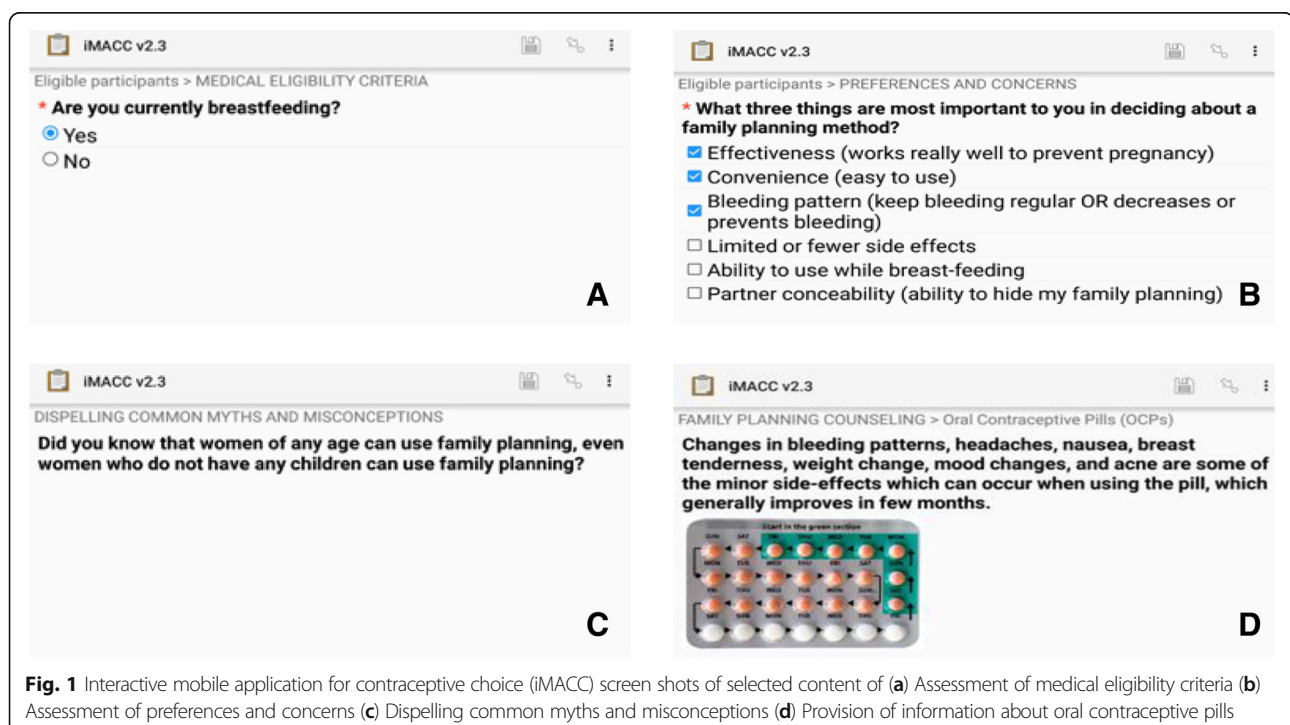 iMACC v2.3
Eligible participants > MEDICAL ELIGIBILITY CRITERIA
* Are you currently breastfeeding?
Yes
No
A
iMACC v2.3
Eligible participants > PREFERENCES AND CONCERNS
* What three things are most important to you in deciding about a
family planning method?
Effectiveness (works really well to prevent pregnancy)
Convenience (easy to use)
Bleeding pattern (keep bleeding regular OR decreases or
prevents bleeding)
Limited or fewer side effects
Ability to use while breast-feeding
Partner conceability (ability to hide my family planning)
B
iMACC v2.3
DISPELLING COMMON MYTHS AND MISCONCEPTIONS
Did you know that women of any age can use family planning, even
women who do not have any children can use family planning?
C
iMACC v2.3
FAMILY PLANNING COUNSELING > Oral Contraceptive Pills (OCPs)
Changes in bleeding patterns, headaches, nausea, breast
tenderness, weight change, mood changes, and acne are some of
the minor side-effects which can occur when using the pill, which
generally improves in few months.
Start in the green section
D
Fig. 1 Interactive mobile application for contraceptive choice (iMACC) screen shots of selected content of (a) Assessment of medical eligibility criteria (b)
Assessment of preferences and concerns (c) Dispelling common myths and misconceptions (d) Provision of information about oral contraceptive pills